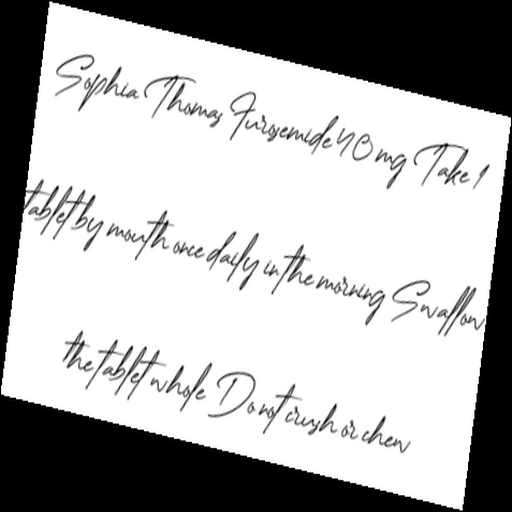 Sophia Thomas Furosemide 40 mg Take 1
tablet by mouth once daily in the morning Swallow
the tablet whole Do not crush or chew